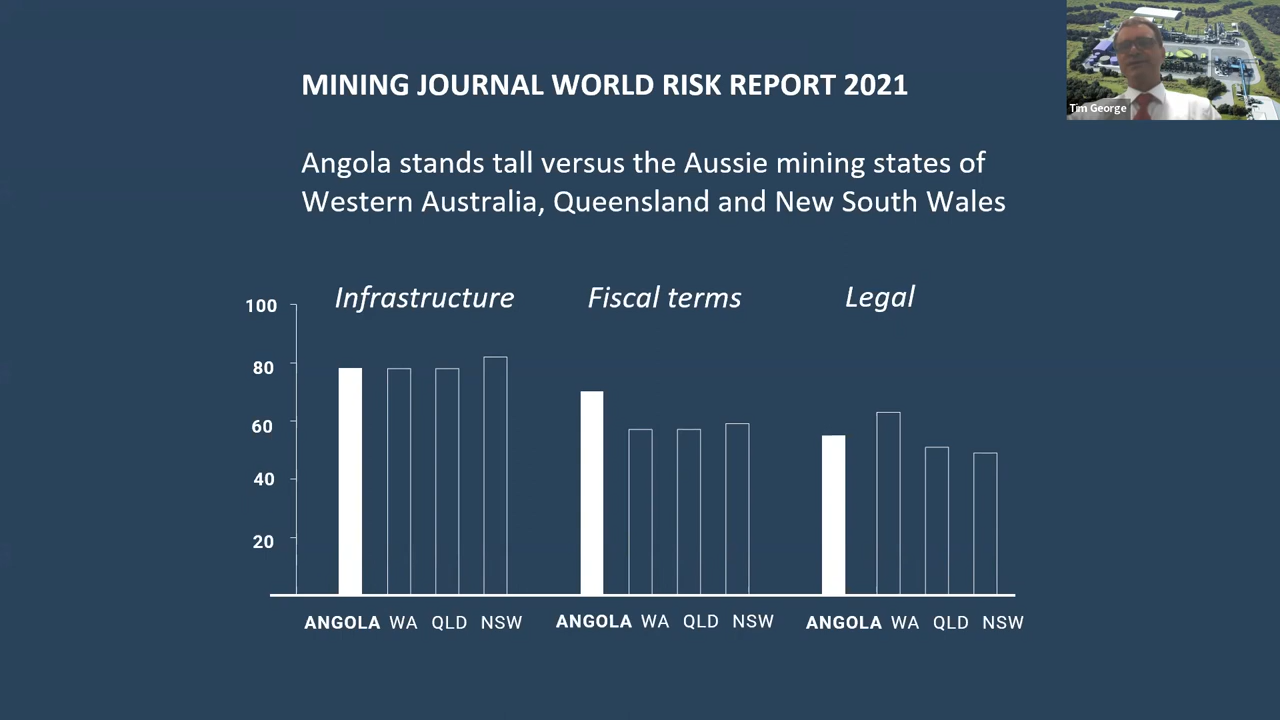 MINING JOURNAL WORLD RISK REPORT 2021
Tim George
Angola stands tall versus the Aussie mining states of
Western Australia, Queensland and New South Wales
Infrastructure
Fiscal terms
Legal
100
80
60
40
20
ANGOLA WA QLD NSW
ANGOLA WA QLD NSW
ANGOLA WA QLD NSW